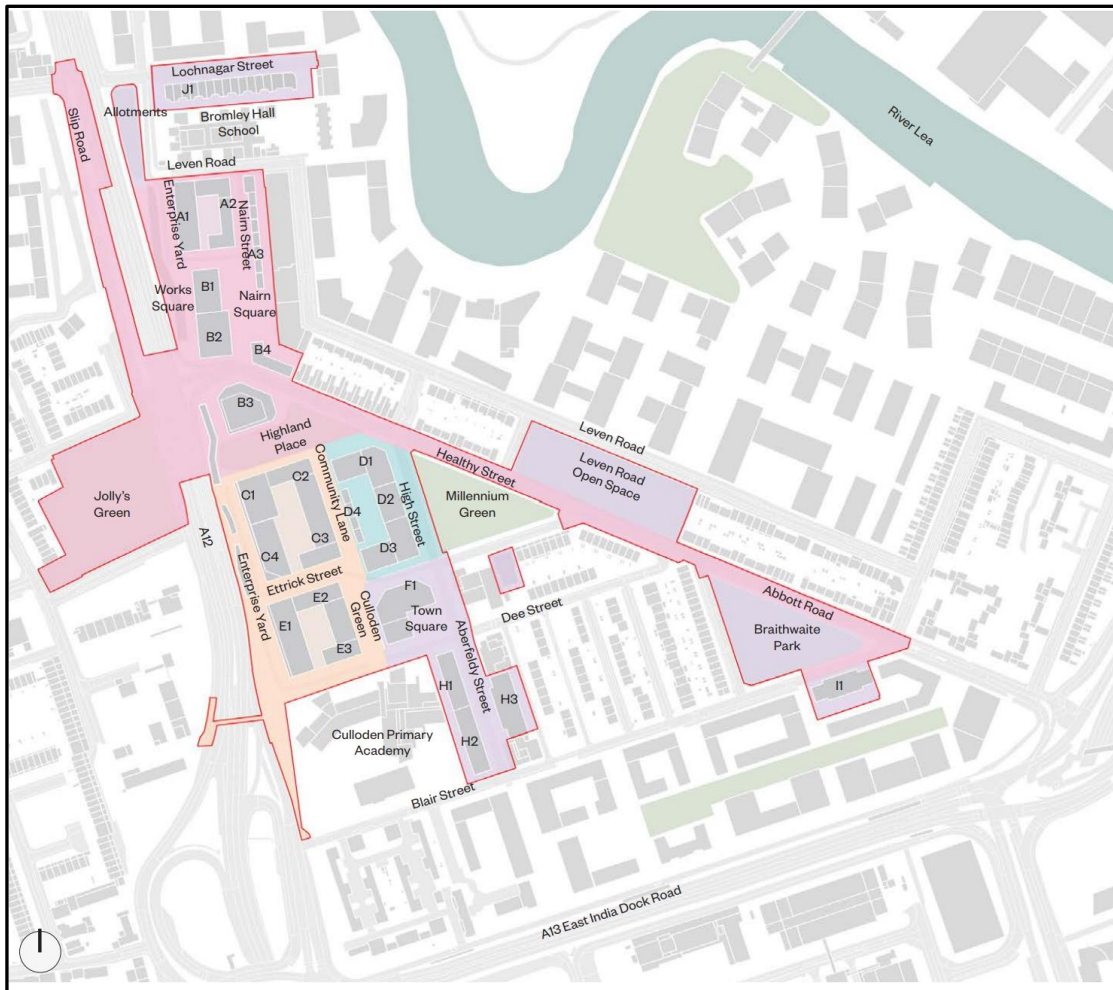 Lochnagar Street
J1
Allotments
Bromley Hall
School
Slip Road
River Lea
Leven Road
Enterprise Yard
A1
A2
Nairn Street
A3
Works
Square
B1
Nairn
Square
B2
B4
B3
Highland
Place
Leven Road
Healthy Street
Leven Road
Open Space
Jolly's
Green
Millennium
Green
Community Lane
High Street
C1
C2
C3
C4
D1
D2
D4
D3
A12
Enterprise Yard
Ettrick Street
E1
E2
E3
Culloden
Green
F1
Town
Square
Dee Street
Aberfeldy Street
Abbott Road
Braithwaite
Park
I1
H1
H3
H2
Culloden Primary
Academy
Blair Street
A13 East India Dock Road